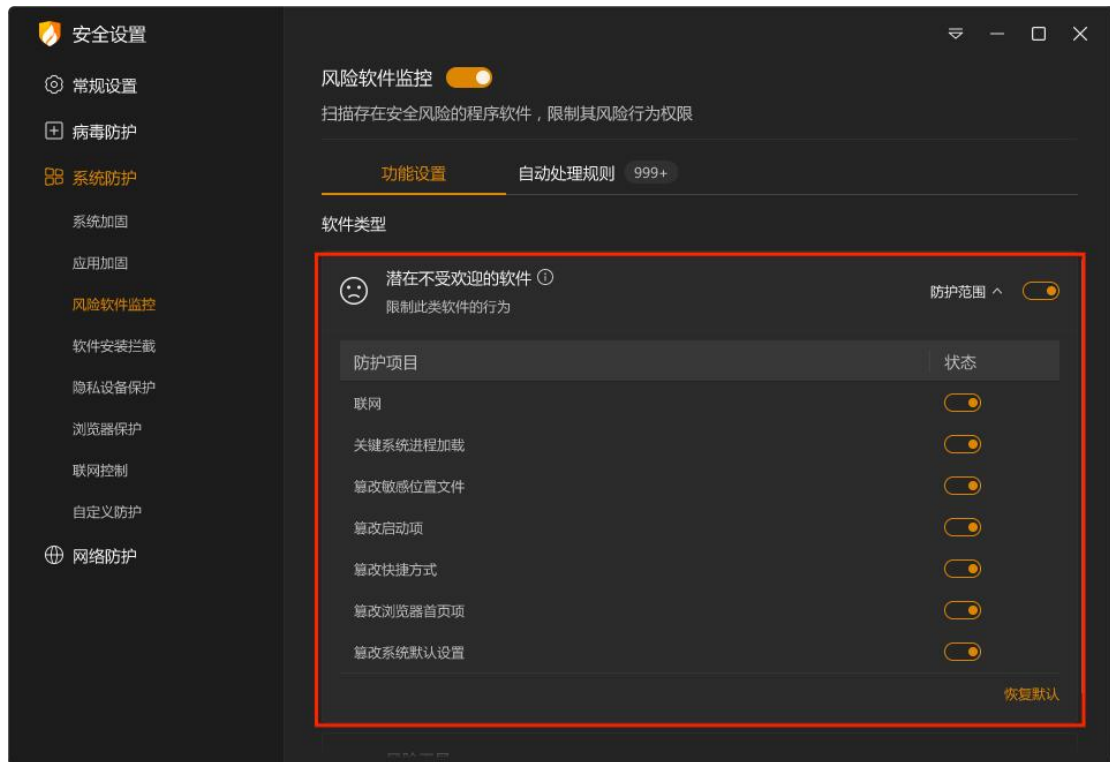 安全设置
常规设置
病毒防护
系统防护
系统加固
应用加固
风险软件监控
软件安装拦截
隐私设备保护
浏览器保护
联网控制
自定义防护
网络防护
风险软件监控
扫描存在安全风险的程序软件，限制其风险行为权限
功能设置 自动处理规则 999+
软件类型
潜在不受欢迎的软件
限制此类软件的行为
防护范围
防护项目 状态
联网
关键系统进程加载
篡改敏感位置文件
篡改启动项
篡改快捷方式
篡改浏览器首页项
篡改系统默认设置
恢复默认